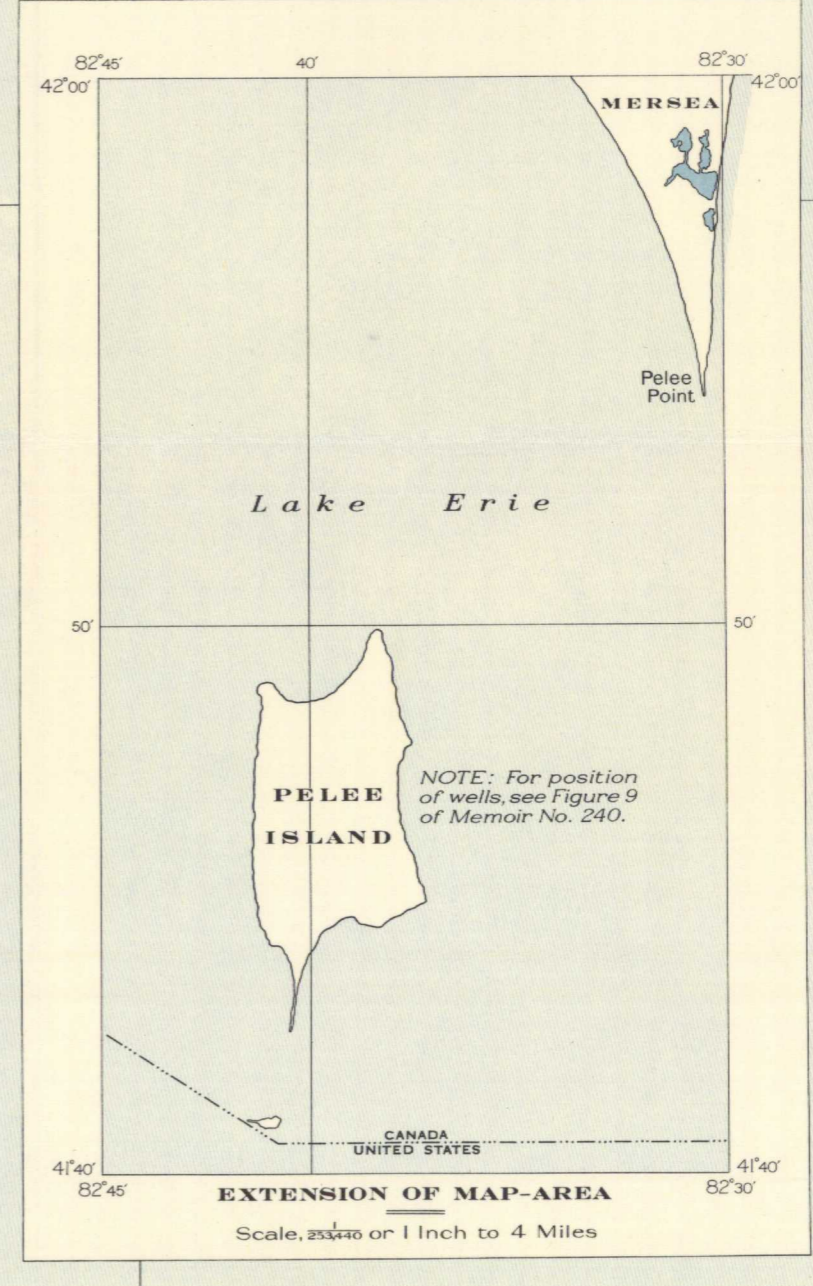 82°45′ 40′ 82°30′
42°00′ 42°00′
MERSEA
Pelee
Point
Lake Erie
50′ 50′
PELEE
ISLAND
NOTE: For position
of wells, see Figure 9
of Memoir No. 240.
CANADA
UNITED STATES
41°40′ 41°40′
82°45′ 82°30′
EXTENSION OF MAP-AREA
Scale, 1/253,440 or 1 Inch to 4 Miles